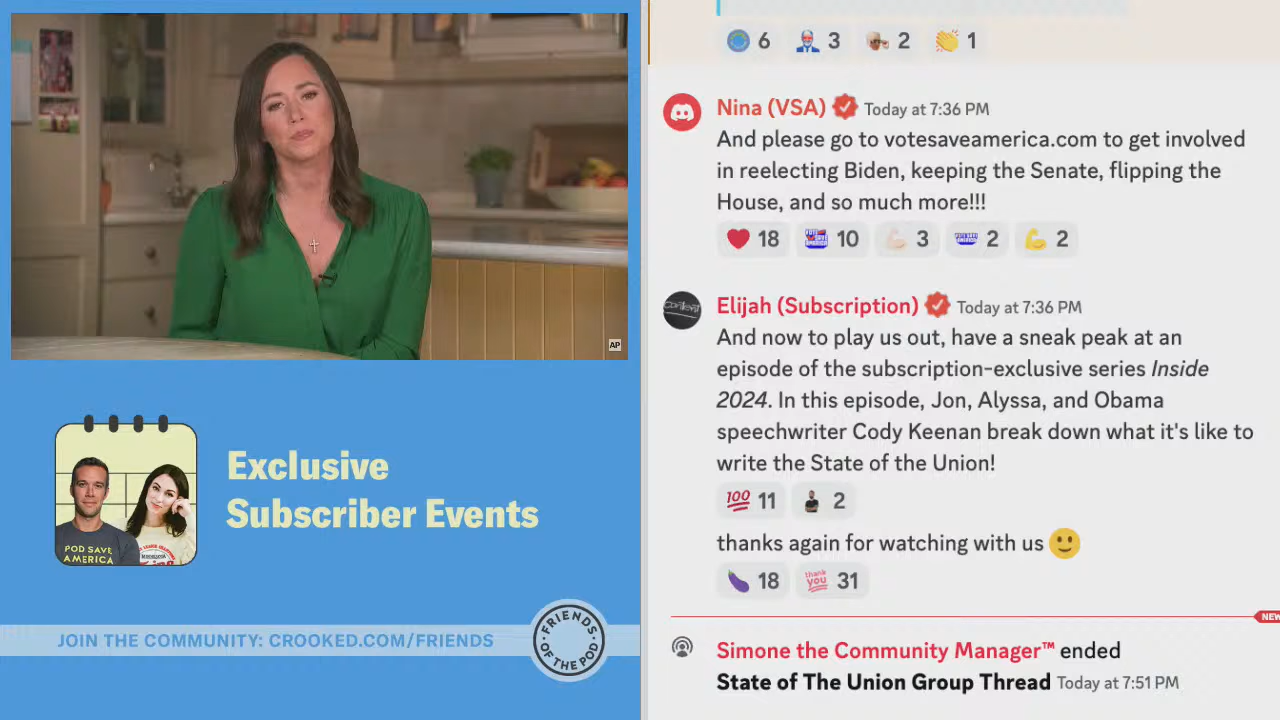 AP
POD SAVE
AMERICA
Exclusive
Subscriber Events
JOIN THE COMMUNITY: CROOKED.COM/FRIENDS
FRIENDS
OF THE POD
6 3 2 1
Nina (VSA) Today at 7:36 PM
And please go to votesaveamerica.com to get involved
in reelecting Biden, keeping the Senate, flipping the
House, and so much more!!!
18 10 3 2 2
Elijah (Subscription) Today at 7:36 PM
And now to play us out, have a sneak peak at an
episode of the subscription-exclusive series Inside
2024. In this episode, Jon, Alyssa, and Obama
speechwriter Cody Keenan break down what it's like to
write the State of the Union!
100 11 2
thanks again for watching with us
18 thank you 31
NEW
Simone the Community Manager™ ended
State of The Union Group Thread Today at 7:51 PM